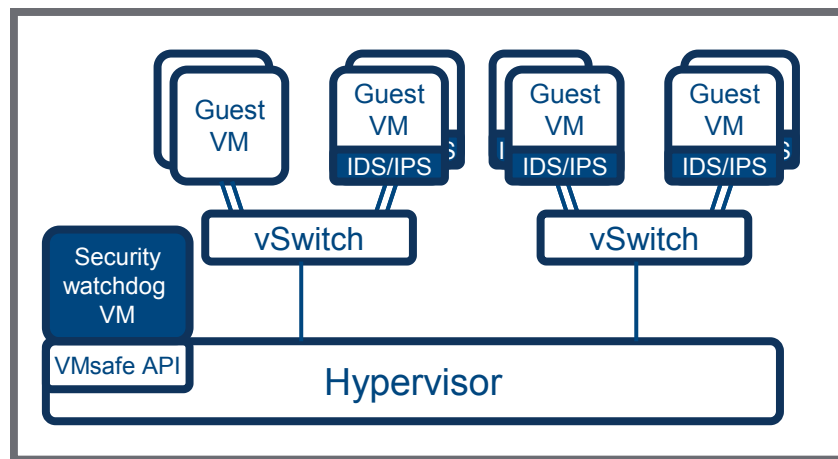 Guest
VM
Guest
VM
IDS/IPS
S
Guest
VM
I
IDS/IPS
Guest
VM
IDS/IPS
S
vSwitch
vSwitch
Security
watchdog
VM
VMsafe API
Hypervisor